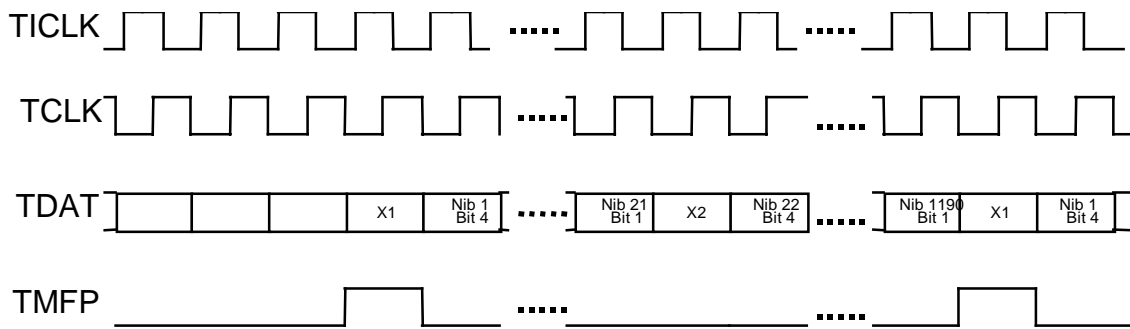 TICLK
TCLK
TDAT
X1
Nib 1
Bit 4
Nib 21
Bit 1
X2
Nib 22
Bit 4
Nib 1190
Bit 1
X1
Nib 1
Bit 4
TMFP